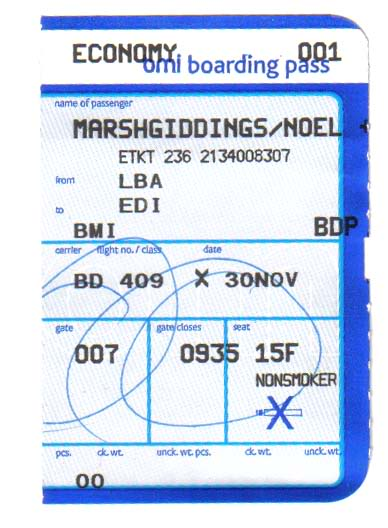 ECONOMY 001
bmi boarding pass
name of passenger
MARSHGIDDINGS/NOEL
ETKT 236 2134008307
from LBA
to EDI
BMI BDP
carrier flight no. / class date
BD 409 X 30NOV
gate gate closes seat
007 0935 15F
NONSMOKER
pcs. ck. wt. unck. wt. pcs. ck. wt. unck. wt.
00